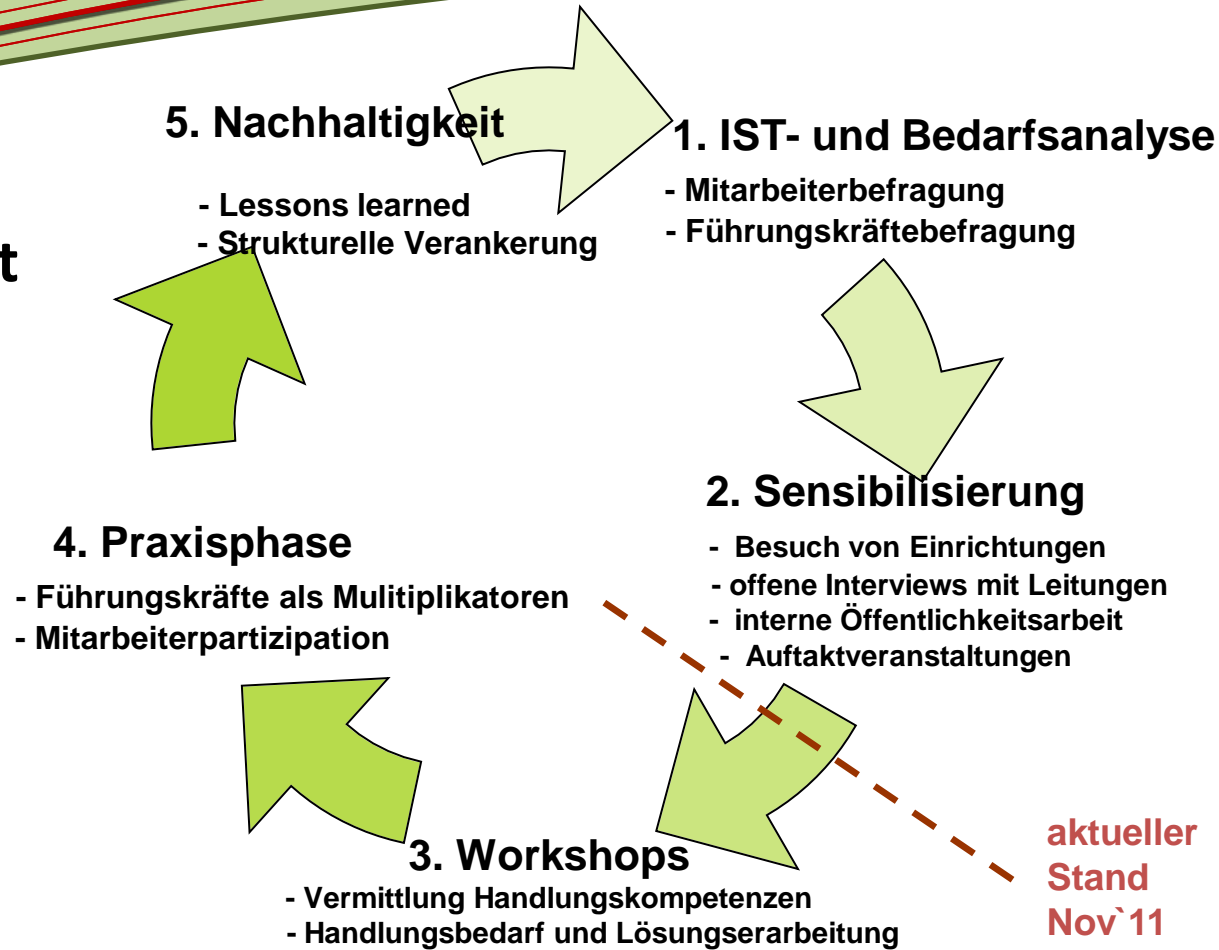 5. Nachhaltigkeit
- Lessons learned
- Strukturelle Verankerung
t
1. IST- und Bedarfsanalyse
- Mitarbeiterbefragung
- Führungskräftebefragung
2. Sensibilisierung
- Besuch von Einrichtungen
- offene Interviews mit Leitungen
- interne Öffentlichkeitsarbeit
- Auftaktveranstaltungen
4. Praxisphase
- Führungskräfte als Mulitiplikatoren
- Mitarbeiterpartizipation
3. Workshops
- Vermittlung Handlungskompetenzen
- Handlungsbedarf und Lösungserarbeitung
aktueller
Stand
Nov`11